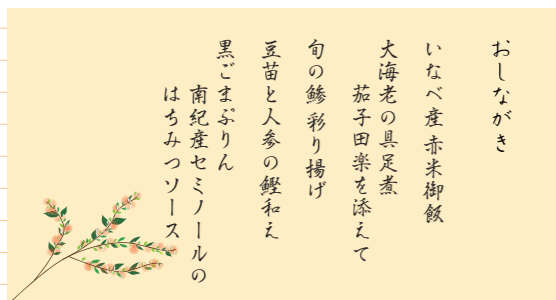 おしながき
いなべ産 赤米御飯
大海老の具足煮
茄子田楽を添えて
旬の鯵 彩り揚げ
豆苗と人参の鰹和え
黒ごまぷりん
南紀産セミノールの
はちみつソース